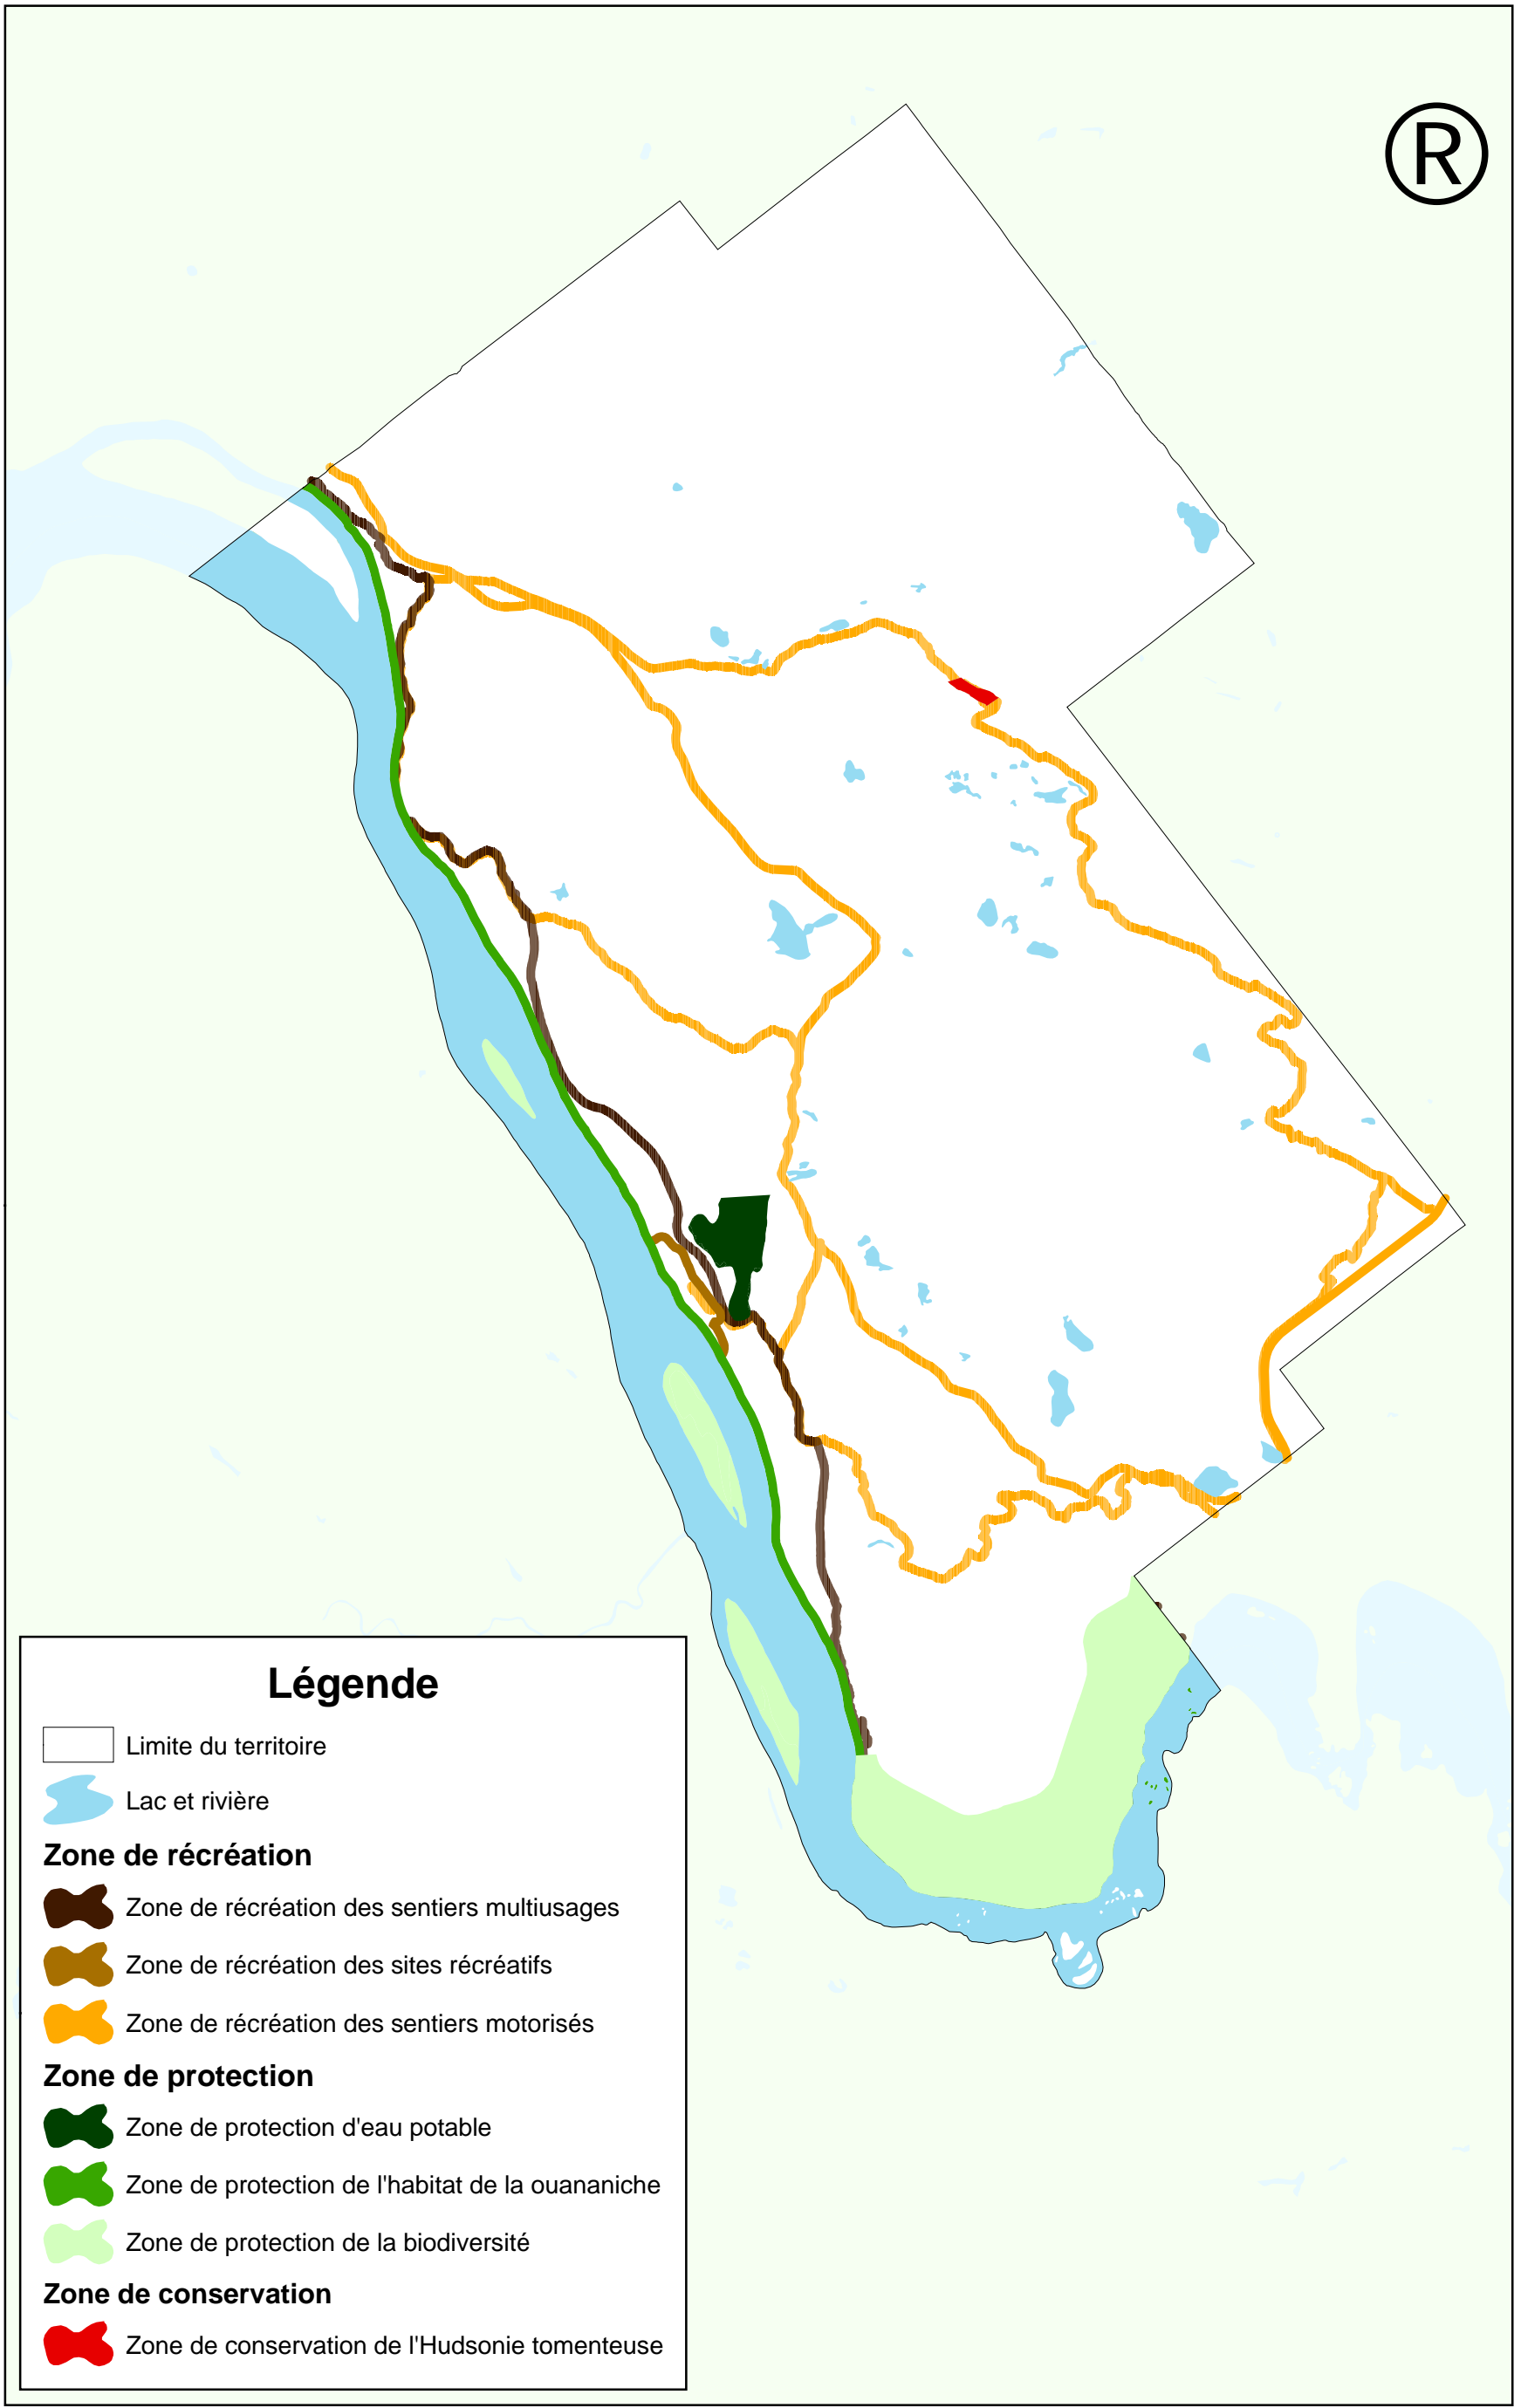 ®
Légende
Limite du territoire
Lac et rivière
Zone de récréation
Zone de récréation des sentiers multiusages
Zone de récréation des sites récréatifs
Zone de récréation des sentiers motorisés
Zone de protection
Zone de protection d'eau potable
Zone de protection de l'habitat de la ouananiche
Zone de protection de la biodiversité
Zone de conservation
Zone de conservation de l'Hudsonie tomenteuse